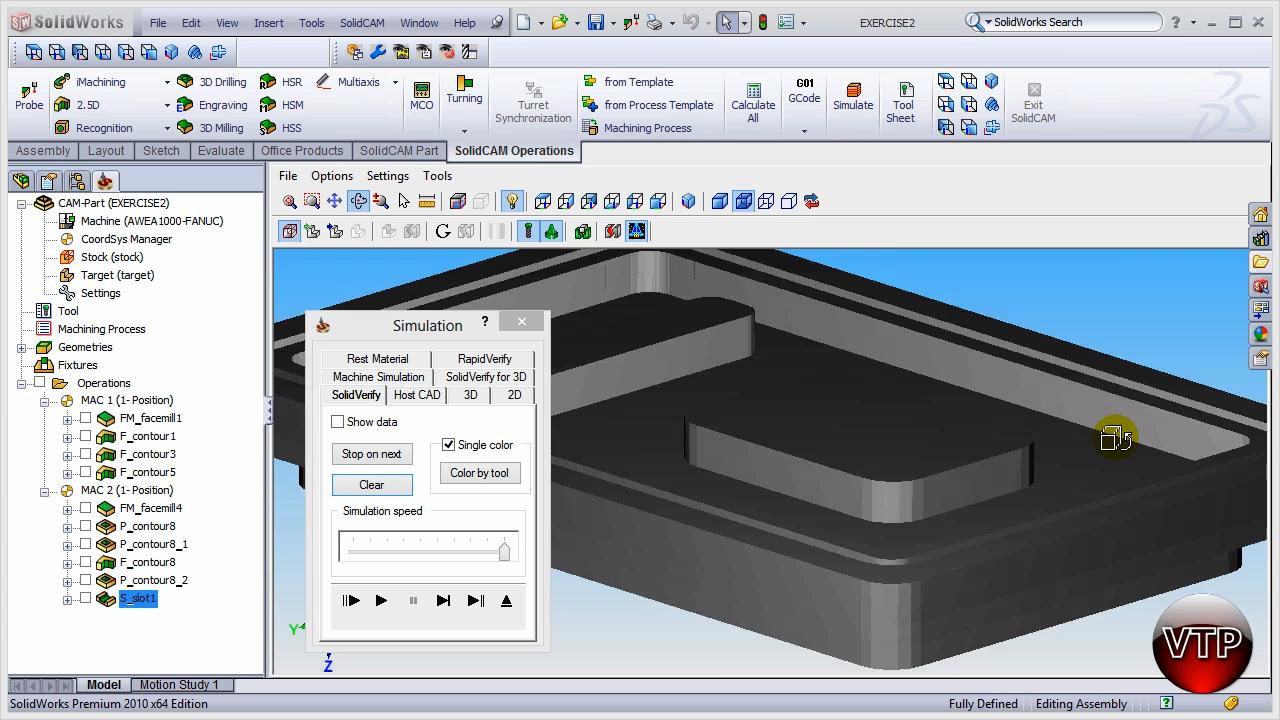 SolidWorks File Edit View Insert Tools SolidCAM Window Help EXERCISE2 SolidWorks Search ?
Probe
iMachining
2.5D
Recognition
3D Drilling
Engraving
3D Milling
HSR
HSM
HSS
Multiaxis
MCO
Turning
Turret
Synchronization
from Template
from Process Template
Machining Process
Calculate
All
G01
GCode
Simulate
Tool
Sheet
Exit
SolidCAM
Assembly Layout Sketch Evaluate Office Products SolidCAM Part SolidCAM Operations
File Options Settings Tools
CAM-Part (EXERCISE2)
Machine (AWEA1000-FANUC)
CoordSys Manager
Stock (stock)
Target (target)
Settings
Tool
Machining Process
Geometries
Fixtures
Operations
MAC 1 (1- Position)
FM_facemill1
F_contour1
F_contour3
F_contour5
MAC 2 (1- Position)
FM_facemill4
P_contour8
P_contour8_1
F_contour8
P_contour8_2
S_slot1
Simulation ?
Rest Material RapidVerify
Machine Simulation SolidVerify for 3D
SolidVerify Host CAD 3D 2D
Show data
Stop on next
Single color
Clear
Color by tool
Simulation speed
Y
Z
VTP
Model Motion Study 1
SolidWorks Premium 2010 x64 Edition Fully Defined Editing Assembly ?